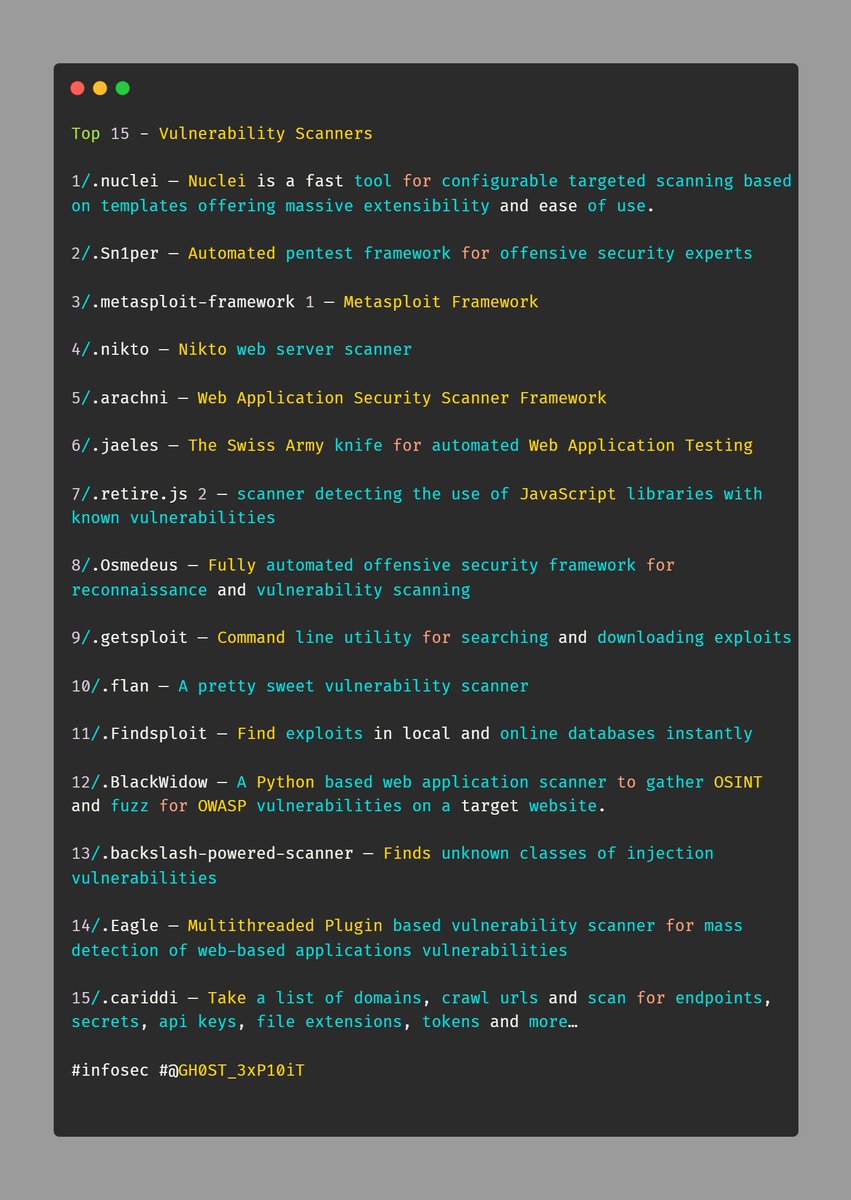 Top 15 - Vulnerability Scanners
1/.nuclei — Nuclei is a fast tool for configurable targeted scanning based
on templates offering massive extensibility and ease of use.
2/.Sn1per — Automated pentest framework for offensive security experts
3/.metasploit-framework 1 — Metasploit Framework
4/.nikto — Nikto web server scanner
5/.arachni — Web Application Security Scanner Framework
6/.jaeles — The Swiss Army knife for automated Web Application Testing
7/.retire.js 2 — scanner detecting the use of JavaScript libraries with
known vulnerabilities
8/.Osmedeus — Fully automated offensive security framework for
reconnaissance and vulnerability scanning
9/.getsploit — Command line utility for searching and downloading exploits
10/.flan — A pretty sweet vulnerability scanner
11/.Findsploit — Find exploits in local and online databases instantly
12/.BlackWidow — A Python based web application scanner to gather OSINT
and fuzz for OWASP vulnerabilities on a target website.
13/.backslash-powered-scanner — Finds unknown classes of injection
vulnerabilities
14/.Eagle — Multithreaded Plugin based vulnerability scanner for mass
detection of web-based applications vulnerabilities
15/.cariddi — Take a list of domains, crawl urls and scan for endpoints,
secrets, api keys, file extensions, tokens and more…
#infosec #@GH0ST_3xP10iT